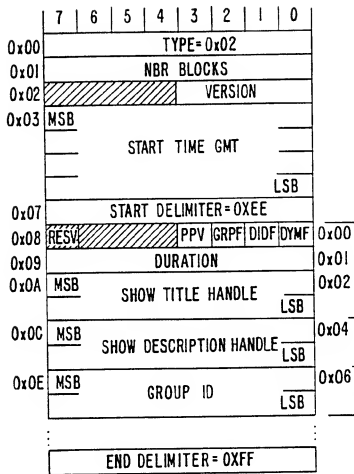 7 6 5 4 3 2 1 0
0x00 TYPE=0x02
0x01 NBR BLOCKS
0x02 VERSION
0x03 MSB
START TIME GMT
LSB
0x07 START DELIMITER=0XEE
0x08 RESV PPV GRPF DIDF DYMF 0x00
0x09 DURATION 0x01
0x0A MSB 0x02
SHOW TITLE HANDLE
LSB
0x0C MSB 0x04
SHOW DESCRIPTION HANDLE
LSB
0x0E MSB 0x06
GROUP ID
LSB
END DELIMITER=0XFF